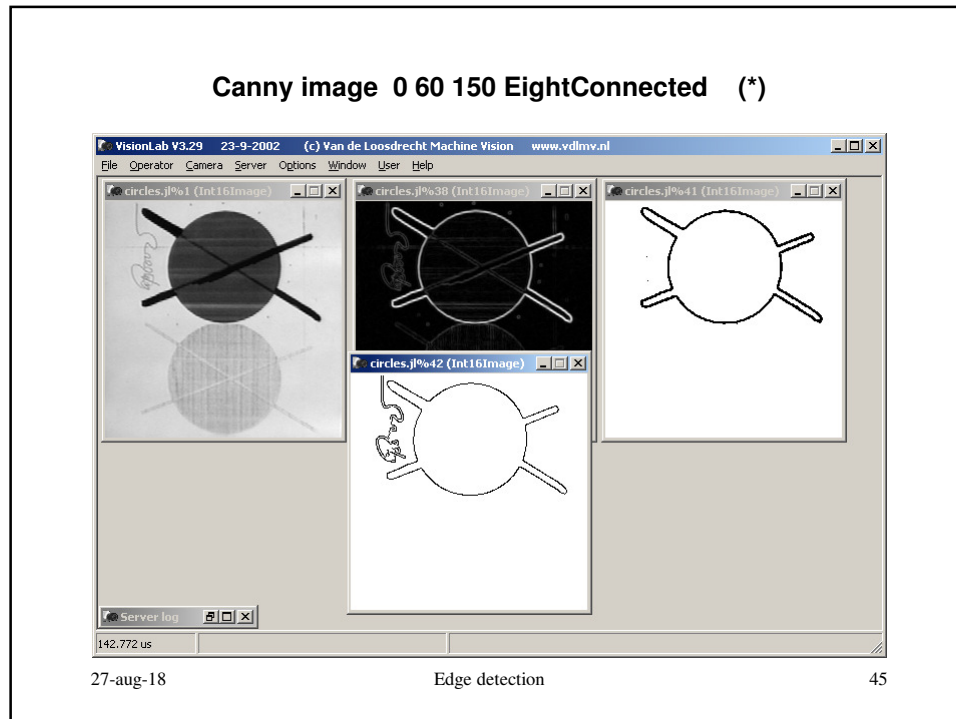 Canny image 0 60 150 EightConnected (*)
VisionLab V3.29 23-9-2002 (c) Van de Loosdrecht Machine Vision www.vdlmv.nl
File Operator Camera Server Options Window User Help
circles.jl%1 (Int16Image)
circles.jl%38 (Int16Image)
circles.jl%41 (Int16Image)
circles.jl%42 (Int16Image)
Server log
142.772 us
27-aug-18 Edge detection 45